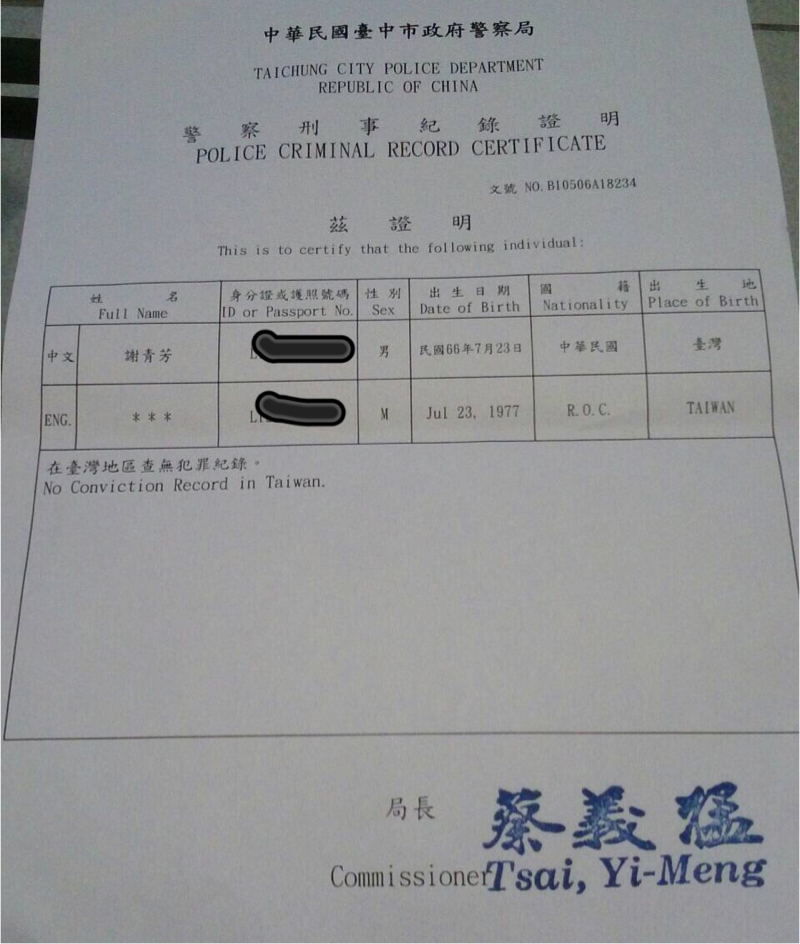 中華民國臺中市政府警察局
TAICHUNG CITY POLICE DEPARTMENT
REPUBLIC OF CHINA
警察刑事紀錄證明
POLICE CRIMINAL RECORD CERTIFICATE
文號 NO.B10506A18234
茲證明
This is to certify that the following individual:
姓名 身分證或護照號碼 性別 出生日期 國籍 出生地
Full Name ID or Passport No. Sex Date of Birth Nationality Place of Birth
中文 謝青芳 男 民國66年7月23日 中華民國 臺灣
ENG. *** M Jul 23, 1977 R.O.C. TAIWAN
在臺灣地區查無犯罪紀錄。
No Conviction Record in Taiwan.
局長 蔡義猛
Commissioner Tsai, Yi-Meng